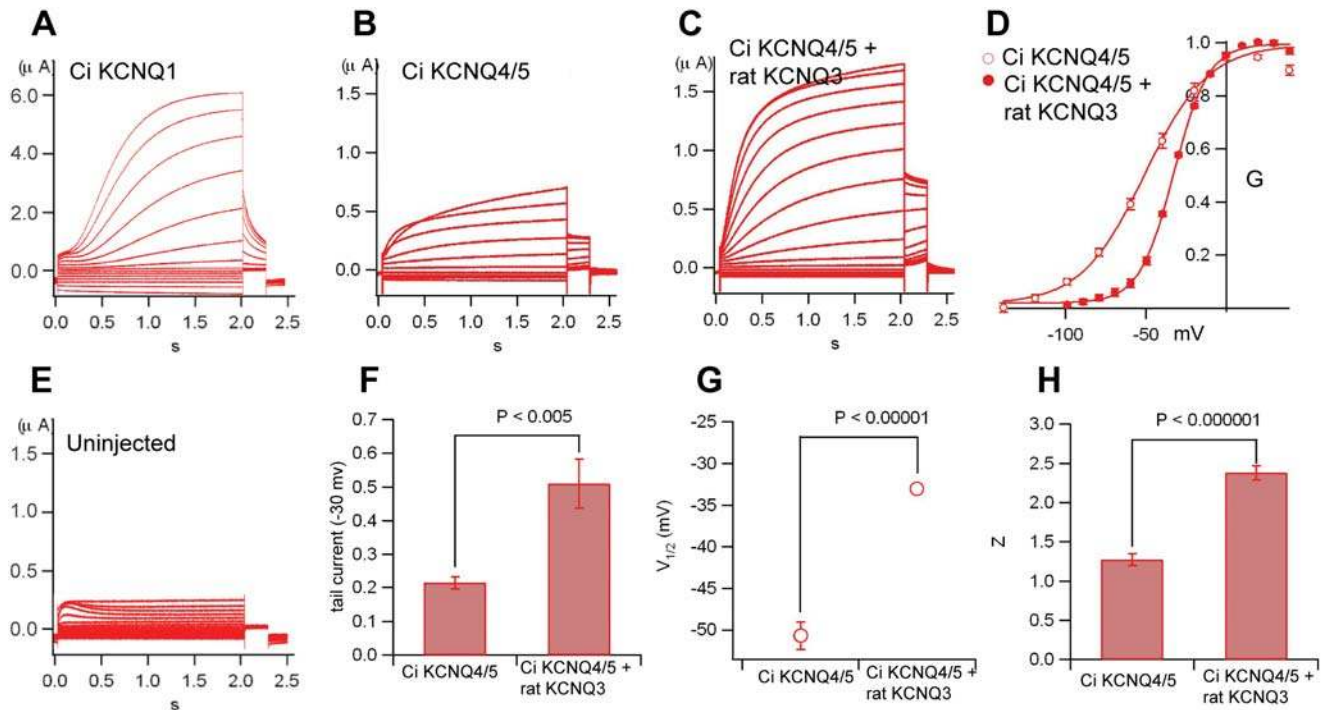 A
Ci KCNQ1
(μ A)
6.0
4.0
2.0
0.0
0.0 0.5 1.0 1.5 2.0 2.5
s
B
Ci KCNQ4/5
(μ A)
1.5
1.0
0.5
0.0
0.0 0.5 1.0 1.5 2.0 2.5
s
C
Ci KCNQ4/5 +
rat KCNQ3
(μ A)
1.5
1.0
0.5
0.0
0.0 0.5 1.0 1.5 2.0 2.5
s
D
Ci KCNQ4/5
Ci KCNQ4/5 +
rat KCNQ3
1.0
0.8
0.6
0.4
0.2
G
-100 -50 mV
E
Uninjected
(μ A)
1.5
1.0
0.5
0.0
0.0 0.5 1.0 1.5 2.0 2.5
s
F
P < 0.005
tail current (-30 mv)
0.7
0.6
0.5
0.4
0.3
0.2
0.1
0.0
Ci KCNQ4/5
Ci KCNQ4/5 +
rat KCNQ3
G
P < 0.00001
V1/2 (mV)
-25
-30
-35
-40
-45
-50
Ci KCNQ4/5
Ci KCNQ4/5 +
rat KCNQ3
H
P < 0.000001
Z
3.0
2.5
2.0
1.5
1.0
0.5
0.0
Ci KCNQ4/5
Ci KCNQ4/5 +
rat KCNQ3